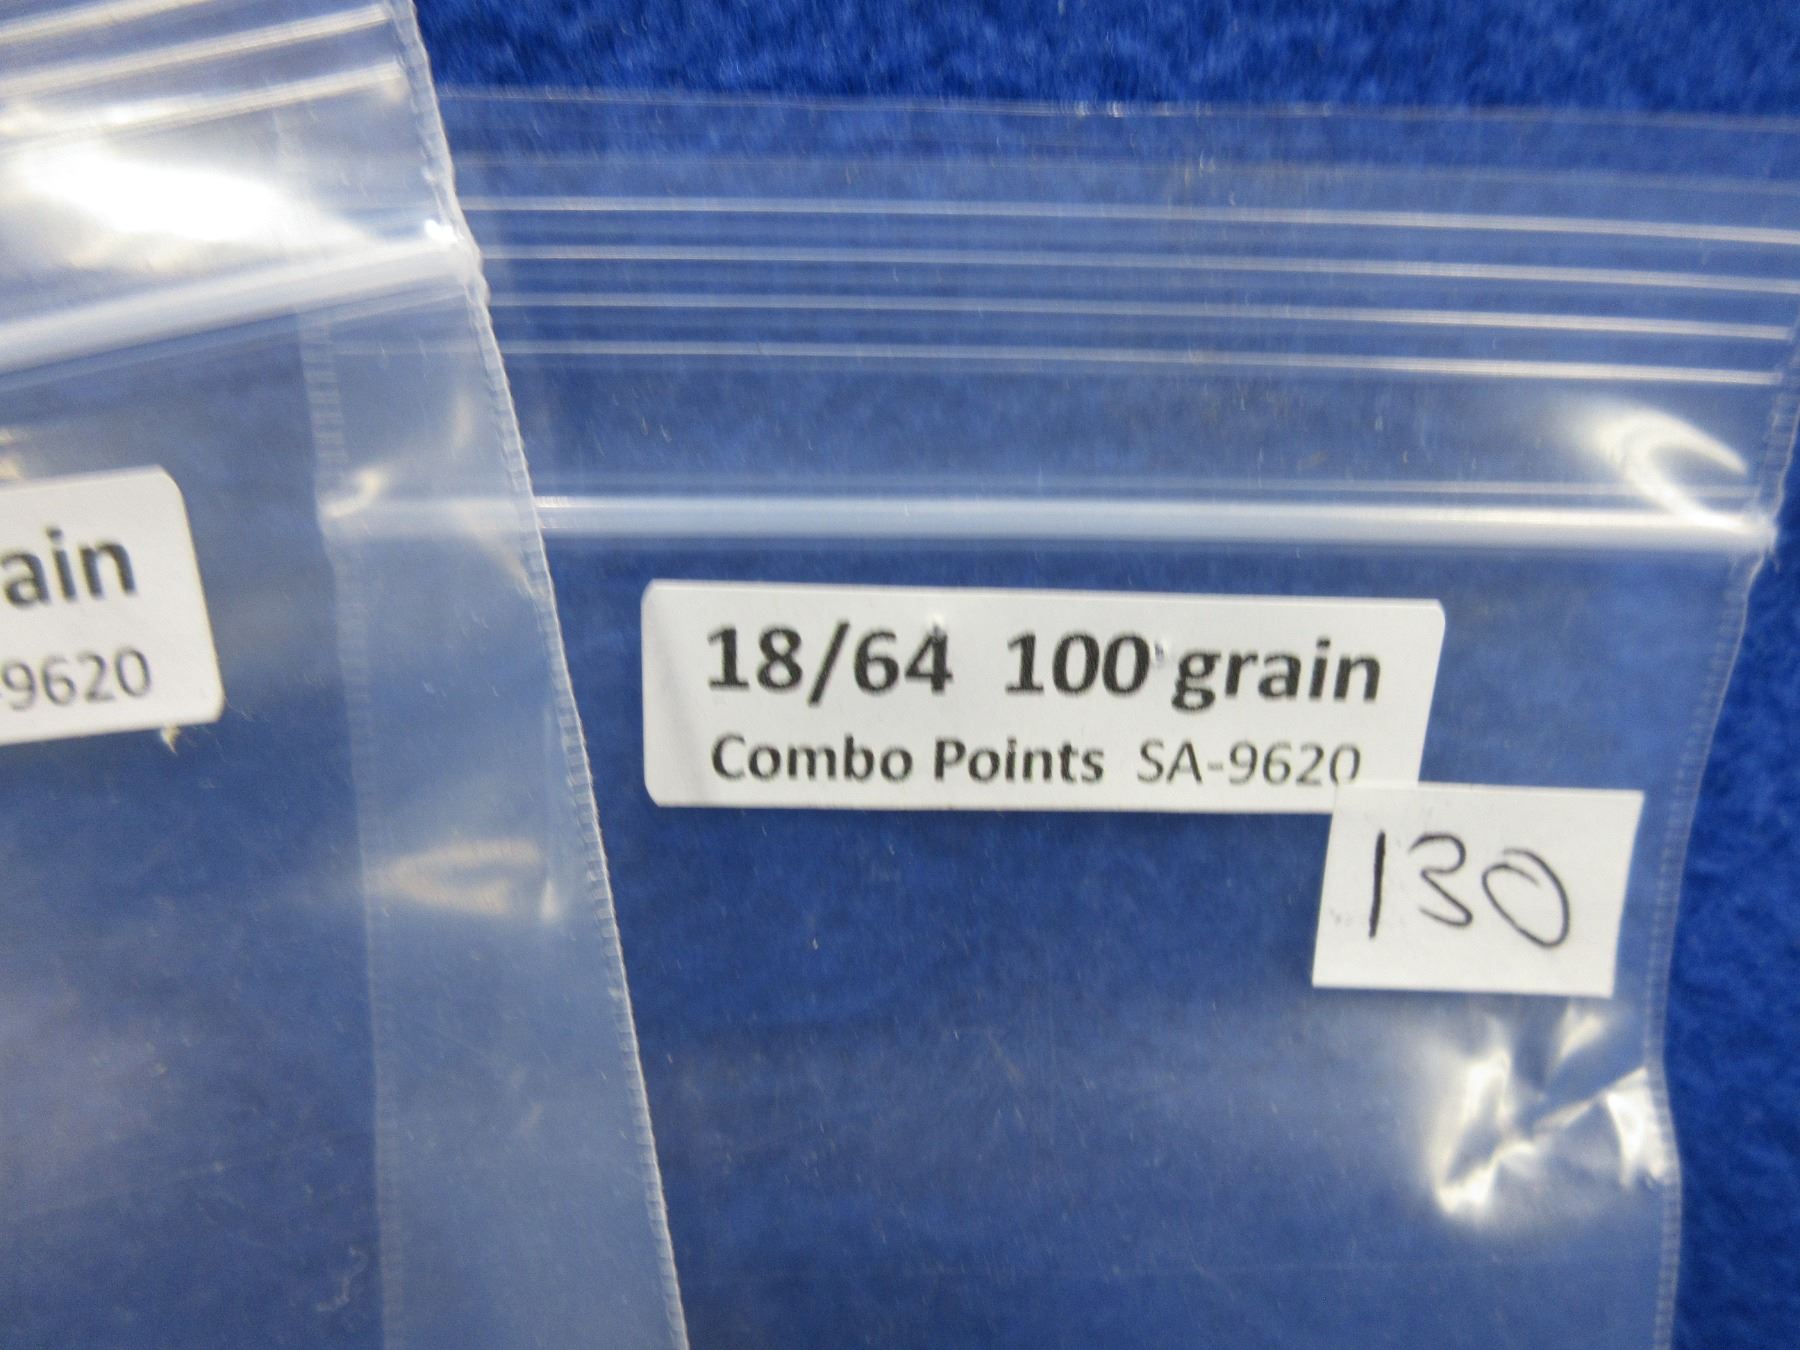 ain
-9620
18/64 100 grain
Combo Points SA-9620
130